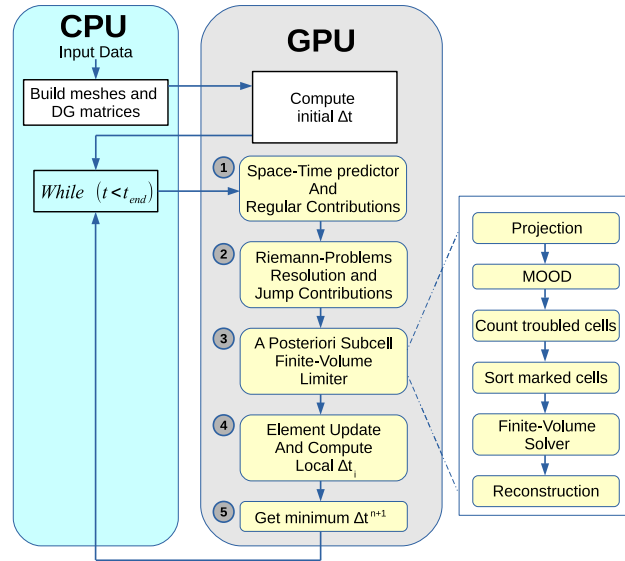 CPU
Input Data
Build meshes and
DG matrices
While (t < t_end)
GPU
Compute
initial Δt
1
Space-Time predictor
And
Regular Contributions
2
Riemann-Problems
Resolution and
Jump Contributions
3
A Posteriori Subcell
Finite-Volume
Limiter
4
Element Update
And Compute
Local Δt_i
5
Get minimum Δt^n+1
Projection
MOOD
Count troubled cells
Sort marked cells
Finite-Volume
Solver
Reconstruction